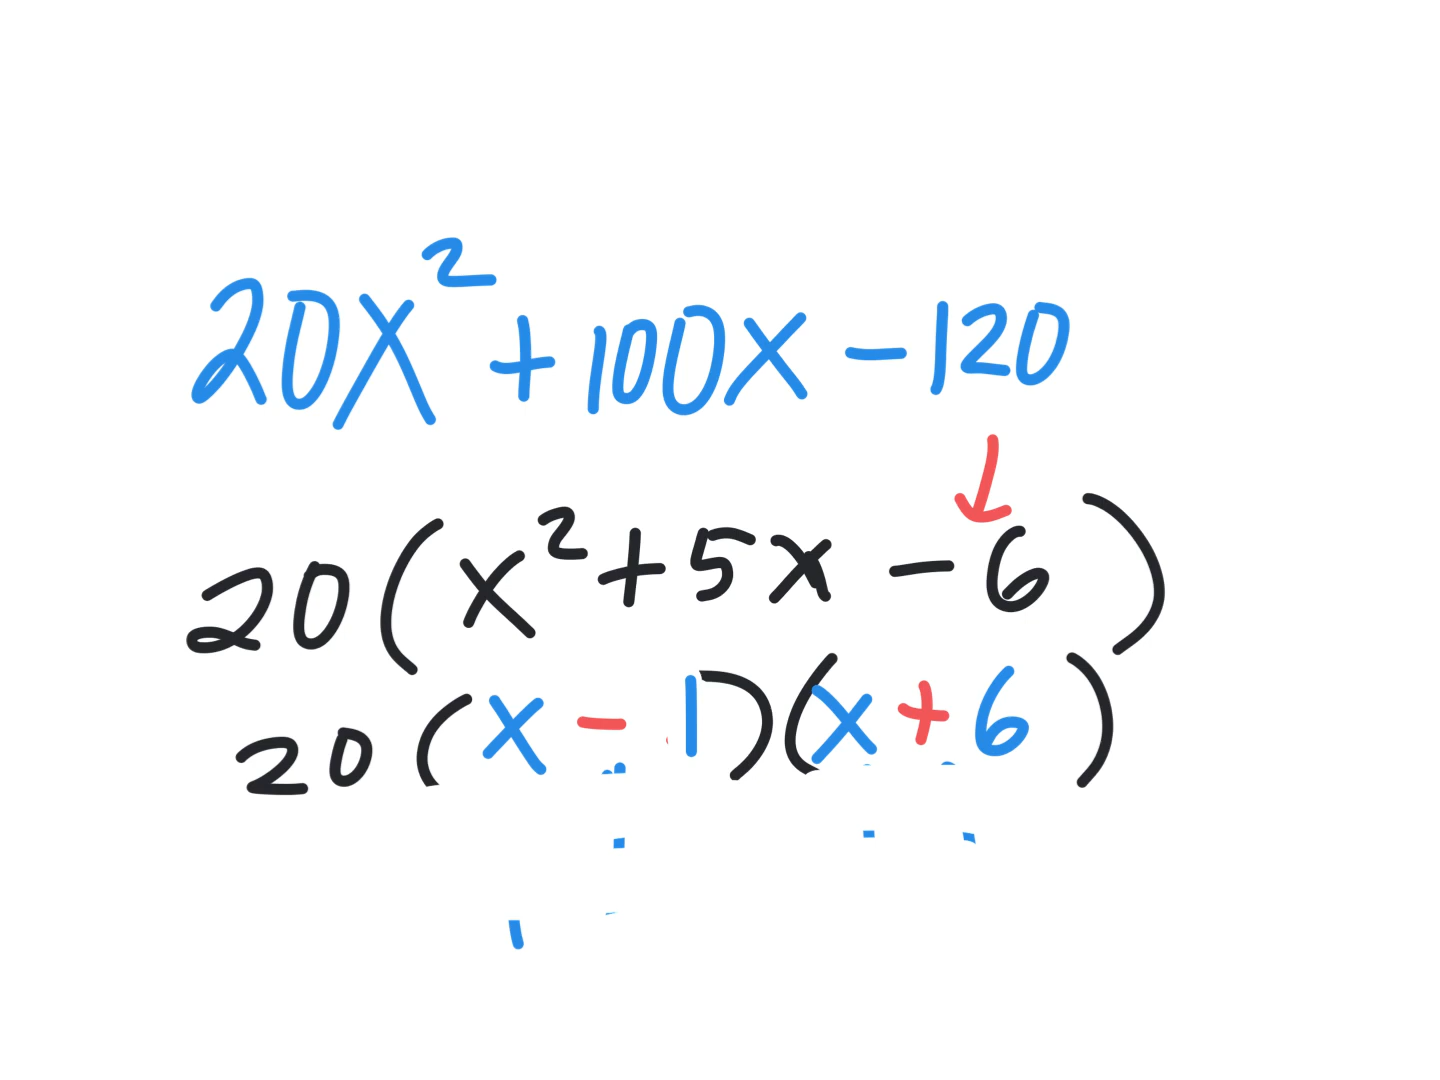 20x² + 100x − 120
20(x² + 5x − 6)
20(x − 1)(x + 6)